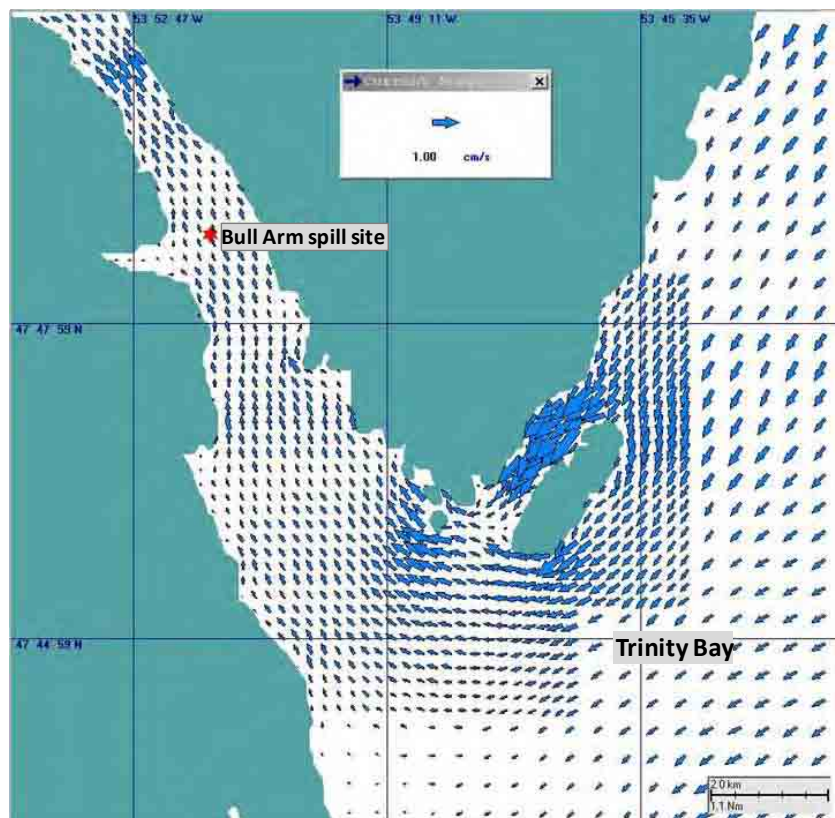 53 52 47 W
53 49 11 W
53 45 35 W
1.00 cm/s
Bull Arm spill site
47 47 59 N
47 44 59 N
Trinity Bay
2.0 km
1.1 Nm